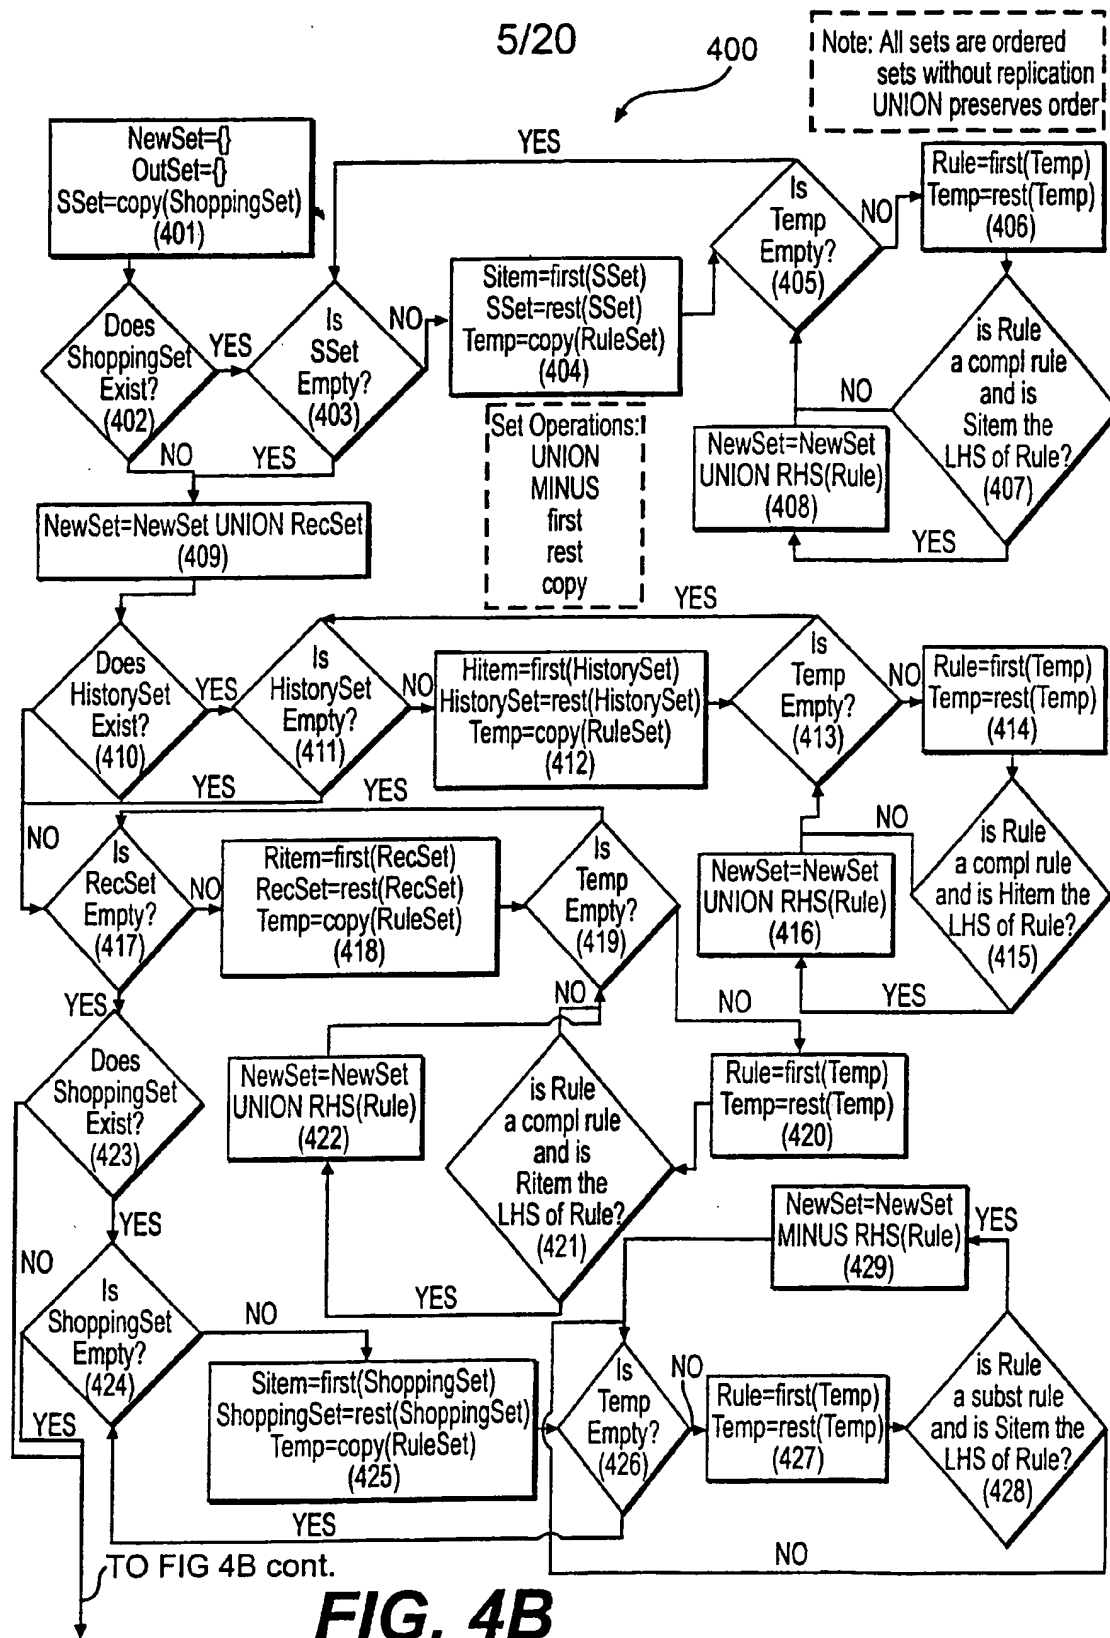 5/20
400
Note: All sets are ordered
sets without replication
UNION preserves order
NewSet={}
OutSet={}
SSet=copy(ShoppingSet)
(401)
YES
Is
Temp
Empty?
(405)
NO
Rule=first(Temp)
Temp=rest(Temp)
(406)
Does
ShoppingSet
Exist?
(402)
YES
Is
SSet
Empty?
(403)
NO
Sitem=first(SSet)
SSet=rest(SSet)
Temp=copy(RuleSet)
(404)
is Rule
a compl rule
and is
Sitem the
LHS of Rule?
(407)
NO
NewSet=NewSet
UNION RHS(Rule)
(408)
YES
NO
YES
Set Operations:
UNION
MINUS
first
rest
copy
NewSet=NewSet UNION RecSet
(409)
YES
Does
HistorySet
Exist?
(410)
YES
Is
HistorySet
Empty?
(411)
NO
Hitem=first(HistorySet)
HistorySet=rest(HistorySet)
Temp=copy(RuleSet)
(412)
Is
Temp
Empty?
(413)
NO
Rule=first(Temp)
Temp=rest(Temp)
(414)
YES
YES
NO
is Rule
a compl rule
and is Hitem the
LHS of Rule?
(415)
NO
NewSet=NewSet
UNION RHS(Rule)
(416)
YES
Is
RecSet
Empty?
(417)
NO
Ritem=first(RecSet)
RecSet=rest(RecSet)
Temp=copy(RuleSet)
(418)
Is
Temp
Empty?
(419)
NO
NO
YES
Does
ShoppingSet
Exist?
(423)
NewSet=NewSet
UNION RHS(Rule)
(422)
is Rule
a compl rule
and is
Ritem the
LHS of Rule?
(421)
Rule=first(Temp)
Temp=rest(Temp)
(420)
YES
YES
NO
NewSet=NewSet
MINUS RHS(Rule)
(429)
YES
Is
ShoppingSet
Empty?
(424)
NO
YES
Sitem=first(ShoppingSet)
ShoppingSet=rest(ShoppingSet)
Temp=copy(RuleSet)
(425)
Is
Temp
Empty?
(426)
NO
Rule=first(Temp)
Temp=rest(Temp)
(427)
is Rule
a subst rule
and is Sitem the
LHS of Rule?
(428)
YES
NO
TO FIG 4B cont.
FIG. 4B